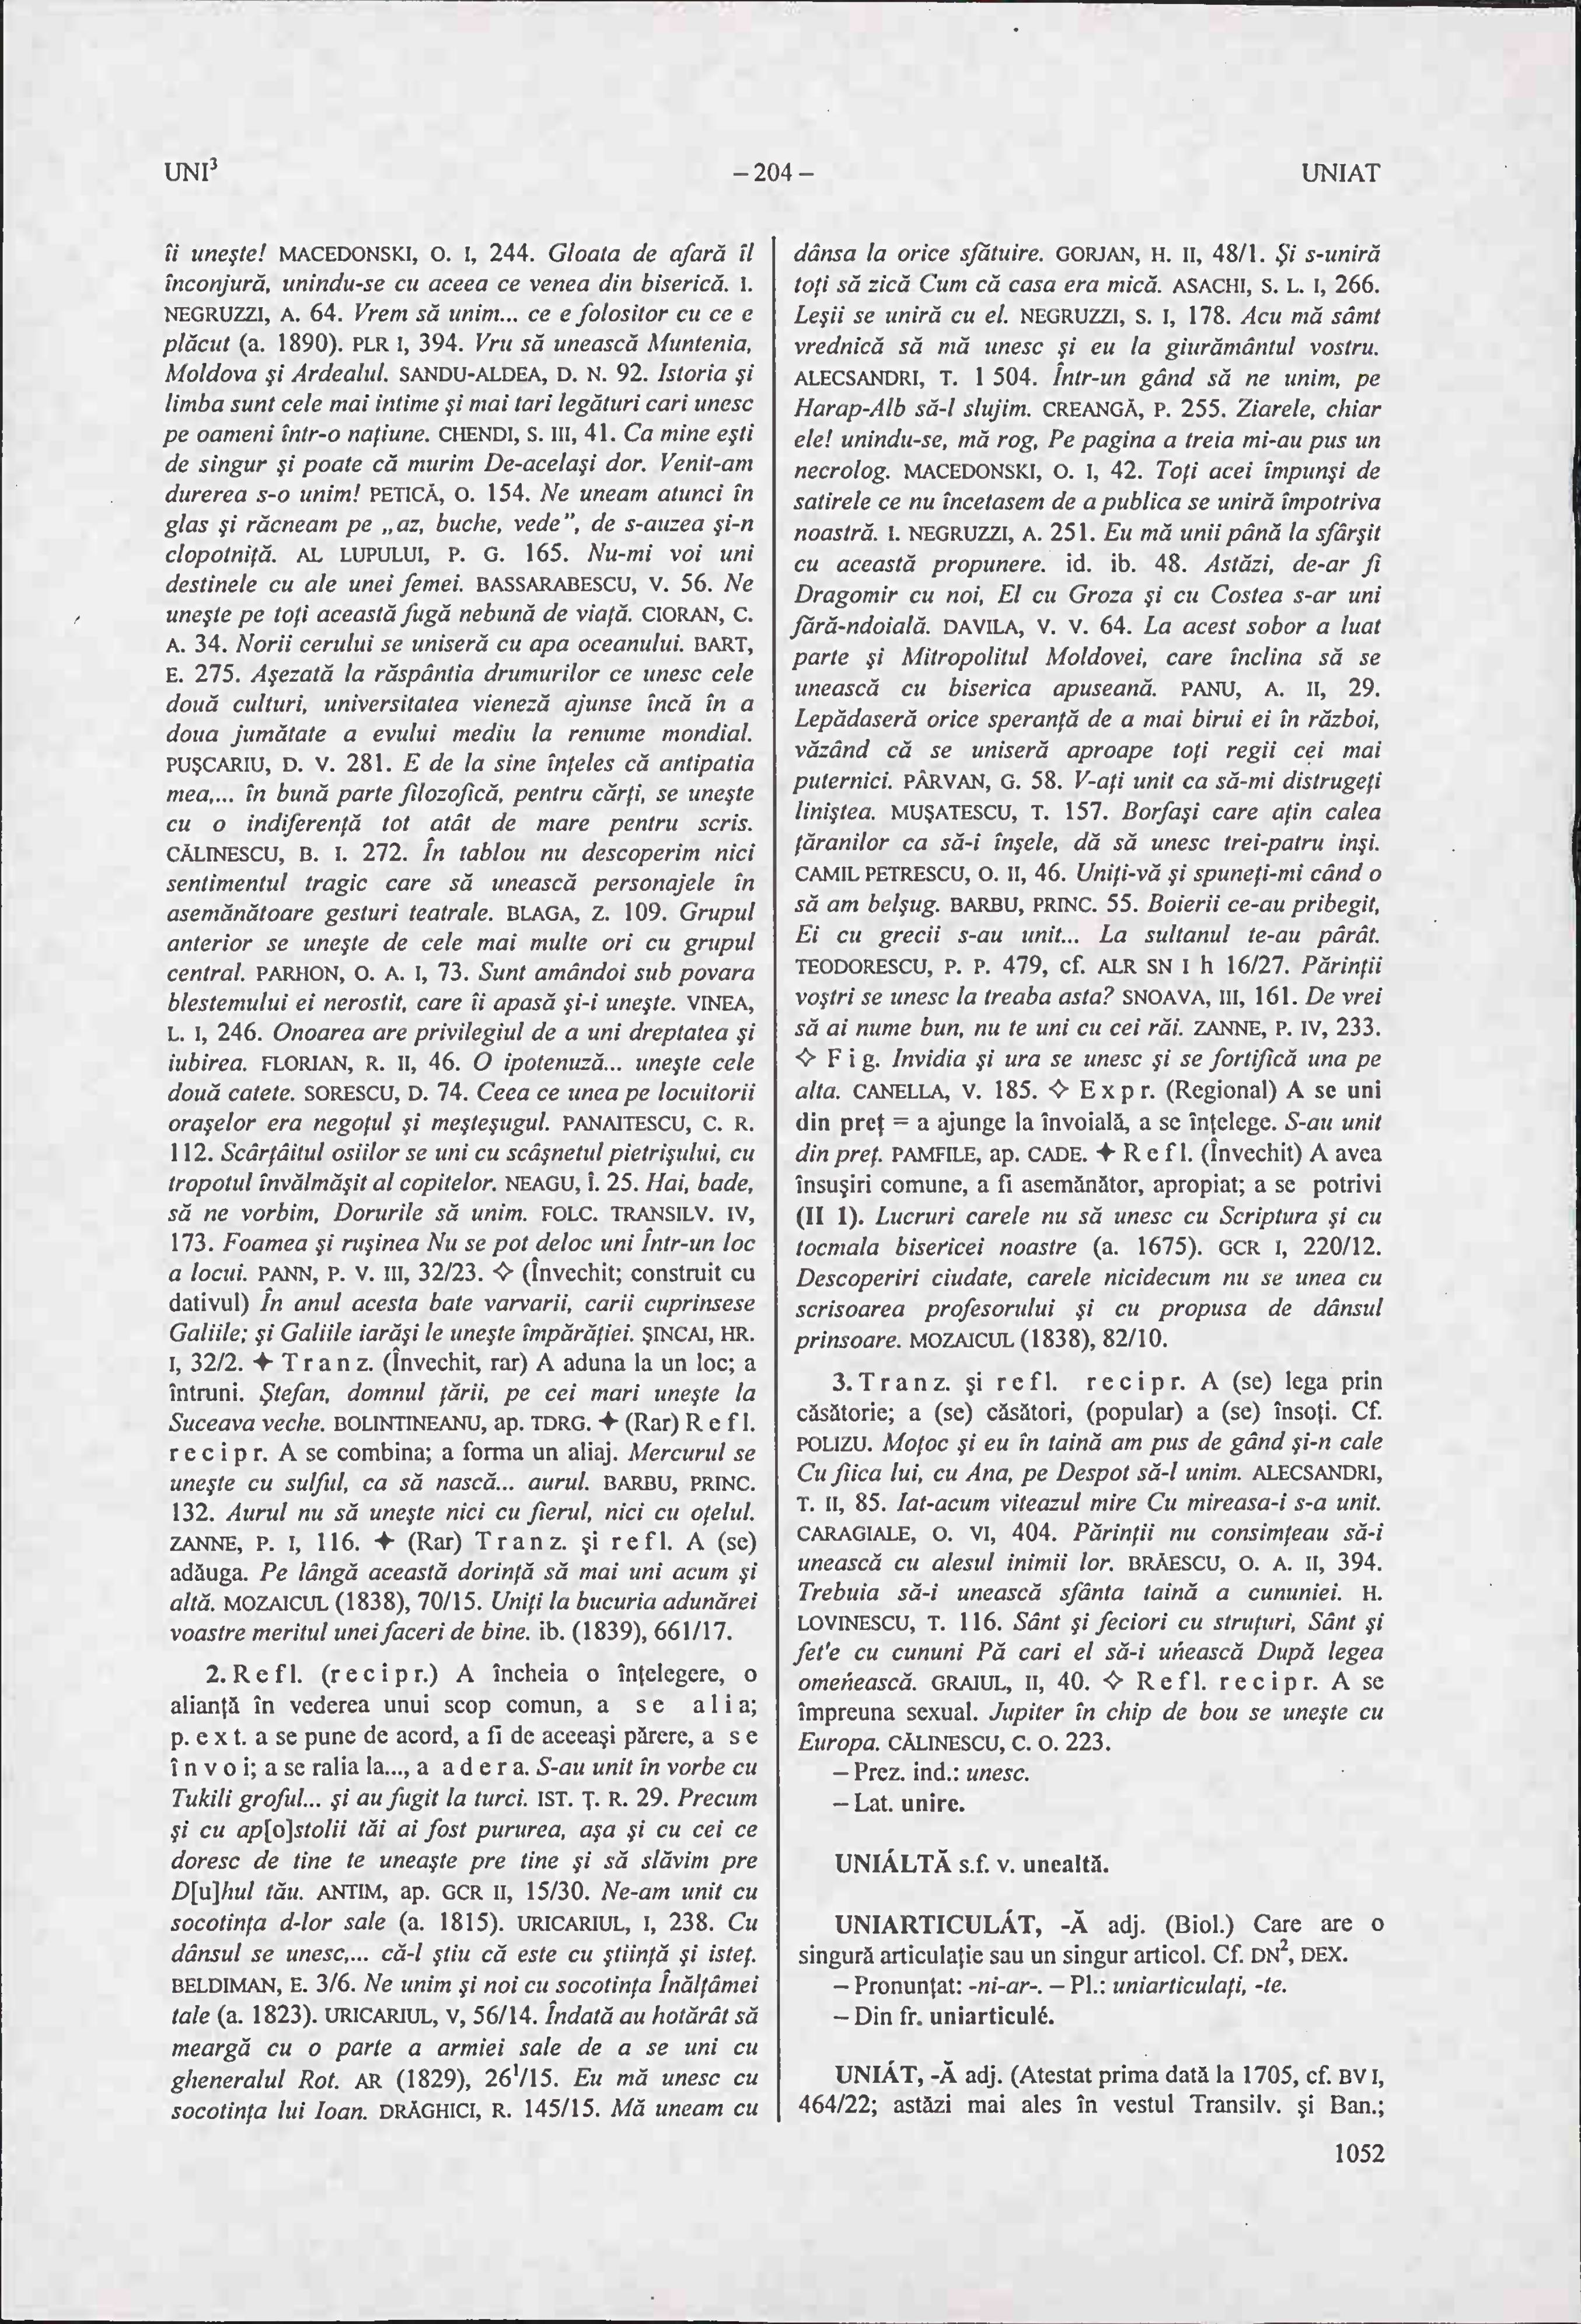 UNI³ – 204 – UNIAT
îi uneşte! MACEDONSKI, O. I, 244. Gloata de afară îl
înconjură, unindu-se cu aceea ce venea din biserică. I.
NEGRUZZI, A. 64. Vrem să unim... ce e folositor cu ce e
plăcut (a. 1890). PLR I, 394. Vru să unească Muntenia,
Moldova şi Ardealul. SANDU-ALDEA, D. N. 92. Istoria şi
limba sunt cele mai intime şi mai tari legături cari unesc
pe oameni într-o naţiune. CHENDI, S. III, 41. Ca mine eşti
de singur şi poate că murim De-acelaşi dor. Venit-am
durerea s-o unim! PETICĂ, O. 154. Ne uneam atunci în
glas şi răcneam pe „az, buche, vede”, de s-auzea şi-n
clopotniţă. AL LUPULUI, P. G. 165. Nu-mi voi uni
destinele cu ale unei femei. BASSARABESCU, V. 56. Ne
uneşte pe toţi această fugă nebună de viaţă. CIORAN, C.
A. 34. Norii cerului se uniseră cu apa oceanului. BART,
E. 275. Aşezată la răspântia drumurilor ce unesc cele
două culturi, universitatea vieneză ajunse încă în a
doua jumătate a evului mediu la renume mondial.
PUŞCARIU, D. V. 281. E de la sine înţeles că antipatia
mea,... în bună parte filozofică, pentru cărţi, se uneşte
cu o indiferenţă tot atât de mare pentru scris.
CĂLINESCU, B. I. 272. În tablou nu descoperim nici
sentimentul tragic care să unească personajele în
asemănătoare gesturi teatrale. BLAGA, Z. 109. Grupul
anterior se uneşte de cele mai multe ori cu grupul
central. PARHON, O. A. I, 73. Sunt amândoi sub povara
blestemului ei nerostit, care îi apasă şi-i uneşte. VINEA,
L. I, 246. Onoarea are privilegiul de a uni dreptatea şi
iubirea. FLORIAN, R. II, 46. O ipotenuză... uneşte cele
două catete. SORESCU, D. 74. Ceea ce unea pe locuitorii
oraşelor era negoţul şi meşteşugul. PANAITESCU, C. R.
112. Scârţâitul osiilor se uni cu scâşnetul pietrişului, cu
tropotul învălmăşit al copitelor. NEAGU, Î. 25. Hai, bade,
să ne vorbim, Dorurile să unim. FOLC. TRANSILV. IV,
173. Foamea şi ruşinea Nu se pot deloc uni Într-un loc
a locui. PANN, P. V. III, 32/23. ✧ (Învechit; construit cu
dativul) În anul acesta bate varvarii, carii cuprinsese
Galiile; şi Galiile iarăşi le uneşte împărăţiei. ŞINCAI, HR.
I, 32/2. ✦ Tranz. (Învechit, rar) A aduna la un loc; a
întruni. Ştefan, domnul ţării, pe cei mari uneşte la
Suceava veche. BOLINTINEANU, ap. TDRG. ✦ (Rar) Refl.
recipr. A se combina; a forma un aliaj. Mercurul se
uneşte cu sulful, ca să nască... aurul. BARBU, PRINC.
132. Aurul nu să uneşte nici cu fierul, nici cu oţelul.
ZANNE, P. I, 116. ✦ (Rar) Tranz. şi refl. A (se)
adăuga. Pe lângă această dorinţă să mai uni acum şi
altă. MOZAICUL (1838), 70/15. Uniţi la bucuria adunărei
voastre meritul unei faceri de bine. ib. (1839), 661/17.
2. Refl. (recipr.) A încheia o înţelegere, o
alianţă în vederea unui scop comun, a se alia;
p. ext. a se pune de acord, a fi de aceeaşi părere, a se
învoi; a se ralia la..., a adera. S-au unit în vorbe cu
Tukili groful... şi au fugit la turci. IST. Ţ. R. 29. Precum
şi cu ap[o]stolii tăi ai fost pururea, aşa şi cu cei ce
doresc de tine te uneaşte pre tine şi să slăvim pre
D[u]hul tău. ANTIM, ap. GCR II, 15/30. Ne-am unit cu
socotinţa d-lor sale (a. 1815). URICARIUL, I, 238. Cu
dânsul se unesc,... că-l ştiu că este cu ştiinţă şi isteţ.
BELDIMAN, E. 3/6. Ne unim şi noi cu socotinţa Înălţâmei
tale (a. 1823). URICARIUL, V, 56/14. Îndată au hotărât să
meargă cu o parte a armiei sale de a se uni cu
gheneralul Rot. AR (1829), 26¹/15. Eu mă unesc cu
socotinţa lui Ioan. DRĂGHICI, R. 145/15. Mă uneam cu
dânsa la orice sfătuire. GORJAN, H. II, 48/1. Şi s-uniră
toţi să zică Cum că casa era mică. ASACHI, S. L. I, 266.
Leşii se uniră cu el. NEGRUZZI, S. I, 178. Acu mă sâmt
vrednică să mă unesc şi eu la giurământul vostru.
ALECSANDRI, T. I 504. Într-un gând să ne unim, pe
Harap-Alb să-l slujim. CREANGĂ, P. 255. Ziarele, chiar
ele! unindu-se, mă rog, Pe pagina a treia mi-au pus un
necrolog. MACEDONSKI, O. I, 42. Toţi acei împunşi de
satirele ce nu încetasem de a publica se uniră împotriva
noastră. I. NEGRUZZI, A. 251. Eu mă unii până la sfârşit
cu această propunere. id. ib. 48. Astăzi, de-ar fi
Dragomir cu noi, El cu Groza şi cu Costea s-ar uni
fără-ndoială. DAVILA, V. V. 64. La acest sobor a luat
parte şi Mitropolitul Moldovei, care înclina să se
unească cu biserica apuseană. PANU, A. II, 29.
Lepădaseră orice speranţă de a mai birui ei în război,
văzând că se uniseră aproape toţi regii cei mai
puternici. PÂRVAN, G. 58. V-aţi unit ca să-mi distrugeţi
liniştea. MUŞATESCU, T. 157. Borfaşi care aţin calea
ţăranilor ca să-i înşele, dă să unesc trei-patru inşi.
CAMIL PETRESCU, O. II, 46. Uniţi-vă şi spuneţi-mi când o
să am belşug. BARBU, PRINC. 55. Boierii ce-au pribegit,
Ei cu grecii s-au unit... La sultanul te-au pârât.
TEODORESCU, P. P. 479, cf. ALR SN I h 16/27. Părinţii
voştri se unesc la treaba asta? SNOAVA, III, 161. De vrei
să ai nume bun, nu te uni cu cei răi. ZANNE, P. IV, 233.
✧ Fig. Invidia şi ura se unesc şi se fortifică una pe
alta. CANELLA, V. 185. ✧ Expr. (Regional) A se uni
din preţ = a ajunge la învoială, a se înţelege. S-au unit
din preţ. PAMFILE, ap. CADE. ✦ Refl. (Învechit) A avea
însuşiri comune, a fi asemănător, apropiat; a se potrivi
(II 1). Lucruri carele nu să unesc cu Scriptura şi cu
tocmala bisericei noastre (a. 1675). GCR I, 220/12.
Descoperiri ciudate, carele nicidecum nu se unea cu
scrisoarea profesorului şi cu propusa de dânsul
prinsoare. MOZAICUL (1838), 82/10.
3. Tranz. şi refl. recipr. A (se) lega prin
căsătorie; a (se) căsători, (popular) a (se) însoţi. Cf.
POLIZU. Moţoc şi eu în taină am pus de gând şi-n cale
Cu fiica lui, cu Ana, pe Despot să-l unim. ALECSANDRI,
T. II, 85. Iat-acum viteazul mire Cu mireasa-i s-a unit.
CARAGIALE, O. VI, 404. Părinţii nu consimţeau să-i
unească cu alesul inimii lor. BRĂESCU, O. A. II, 394.
Trebuia să-i unească sfânta taină a cununiei. H.
LOVINESCU, T. 116. Sânt şi feciori cu struţuri, Sânt şi
fet'e cu cununi Pă cari el să-i uńească După legea
omeńească. GRAIUL, II, 40. ✧ Refl. recipr. A se
împreuna sexual. Jupiter în chip de bou se uneşte cu
Europa. CĂLINESCU, C. O. 223.
– Prez. ind.: unesc.
– Lat. unire.
UNIÁLTĂ s.f. v. unealtă.
UNIARTICULÁT, -Ă adj. (Biol.) Care are o
singură articulaţie sau un singur articol. Cf. DN², DEX.
– Pronunţat: -ni-ar-. – Pl.: uniarticulaţi, -te.
– Din fr. uniarticulé.
UNIÁT, -Ă adj. (Atestat prima dată la 1705, cf. BV I,
464/22; astăzi mai ales în vestul Transilv. şi Ban.;
1052